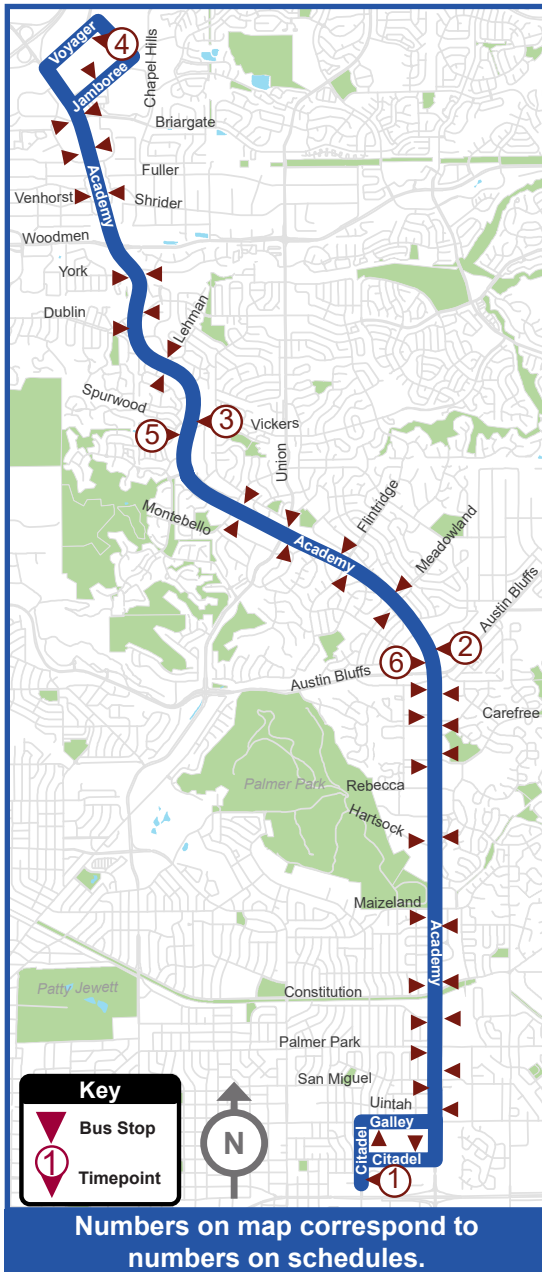 Voyager
4
Jamboree
Chapel Hills
Briargate
Fuller
Academy
Venhorst
Shrider
Woodmen
York
Dublin
Lehman
Spurwood
3
Vickers
5
Union
Montebello
Flintridge
Academy
Meadowland
Austin Bluffs
2
6
Austin Bluffs
Carefree
Rebecca
Palmer Park
Hartsock
Maizeland
Academy
Patty Jewett
Constitution
Palmer Park
San Miguel
Uintah
Galley
Citadel
Citadel
1
Key
Bus Stop
1
Timepoint
N
Numbers on map correspond to
numbers on schedules.